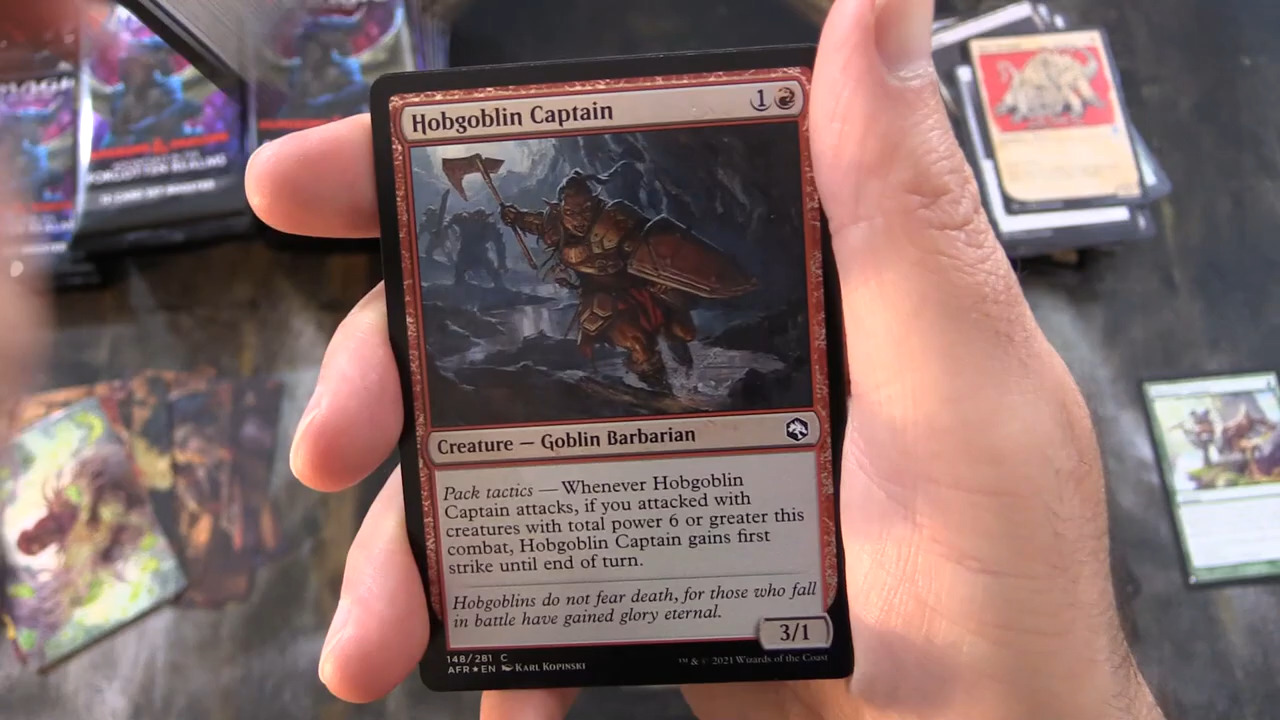 Hobgoblin Captain 1
Creature — Goblin Barbarian
Pack tactics — Whenever Hobgoblin
Captain attacks, if you attacked with
creatures with total power 6 or greater this
combat, Hobgoblin Captain gains first
strike until end of turn.
Hobgoblins do not fear death, for those who fall
in battle have gained glory eternal.
3/1
148/281 C
AFR★EN Karl Kopinski
™ & © 2021 Wizards of the Coast
FORGOTTEN REALMS